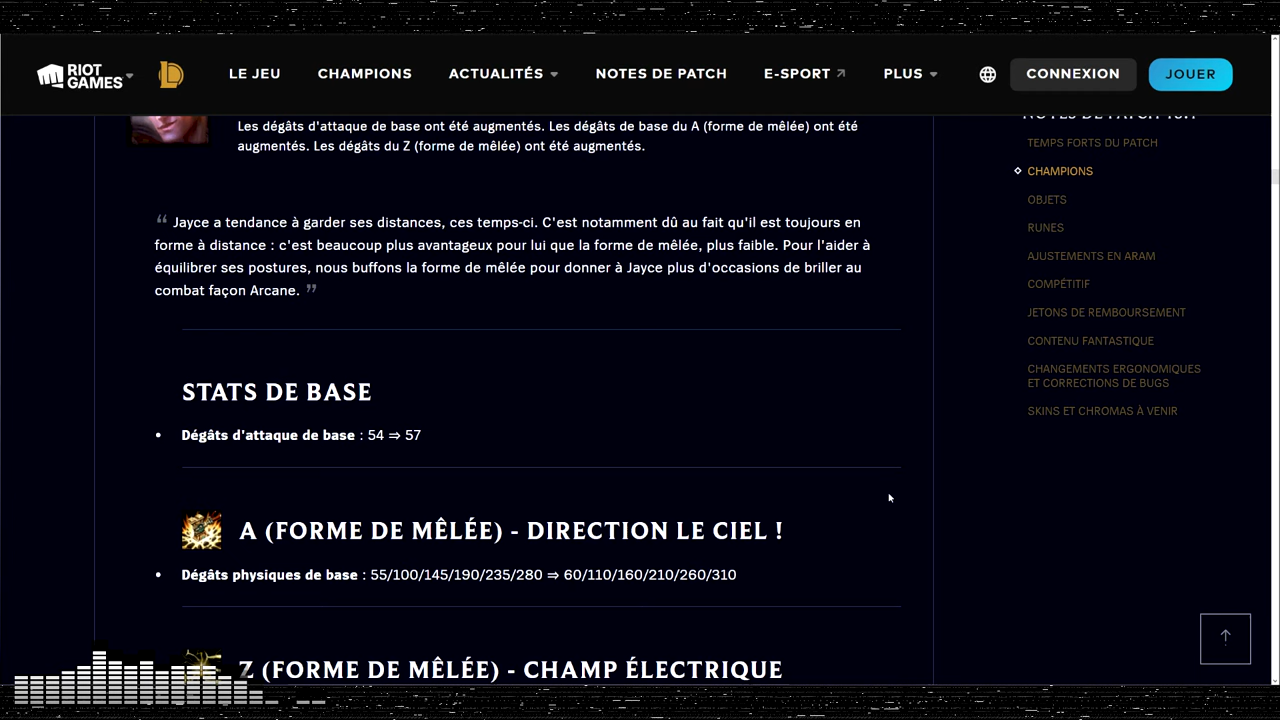 RIOT GAMES
LE JEU
CHAMPIONS
ACTUALITÉS
NOTES DE PATCH
E-SPORT
PLUS
CONNEXION
JOUER
Les dégâts d'attaque de base ont été augmentés. Les dégâts de base du A (forme de mêlée) ont été
augmentés. Les dégâts du Z (forme de mêlée) ont été augmentés.
“ Jayce a tendance à garder ses distances, ces temps-ci. C'est notamment dû au fait qu'il est toujours en
forme à distance : c'est beaucoup plus avantageux pour lui que la forme de mêlée, plus faible. Pour l'aider à
équilibrer ses postures, nous buffons la forme de mêlée pour donner à Jayce plus d'occasions de briller au
combat façon Arcane. ”
STATS DE BASE
• Dégâts d'attaque de base : 54 ⇒ 57
A (FORME DE MÊLÉE) - DIRECTION LE CIEL !
• Dégâts physiques de base : 55/100/145/190/235/280 ⇒ 60/110/160/210/260/310
Z (FORME DE MÊLÉE) - CHAMP ÉLECTRIQUE
NOTES DE PATCH
TEMPS FORTS DU PATCH
CHAMPIONS
OBJETS
RUNES
AJUSTEMENTS EN ARAM
COMPÉTITIF
JETONS DE REMBOURSEMENT
CONTENU FANTASTIQUE
CHANGEMENTS ERGONOMIQUES
ET CORRECTIONS DE BUGS
SKINS ET CHROMAS À VENIR